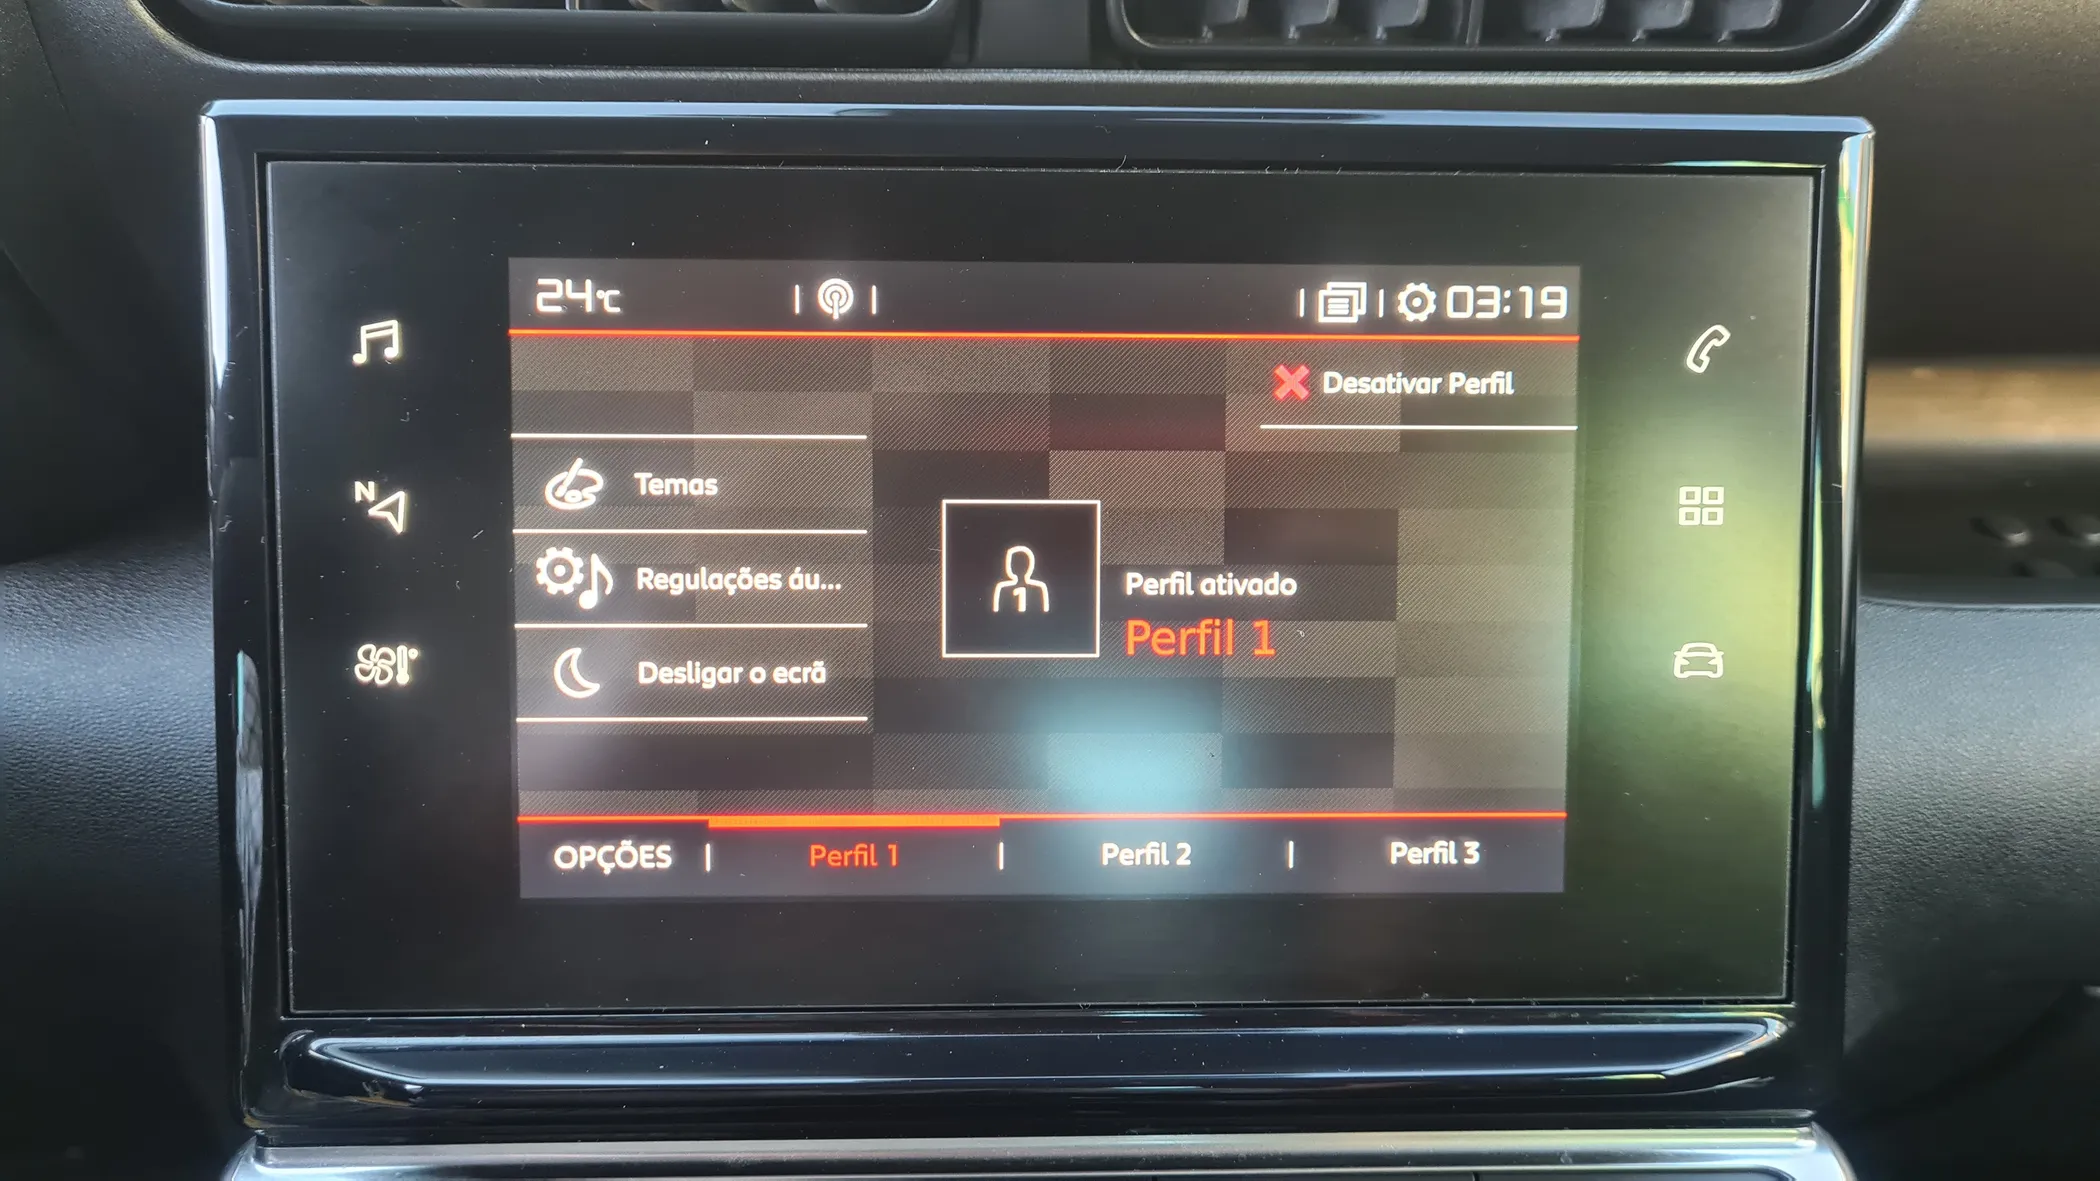 24°C
03:19
Desativar Perfil
N
Temas
Regulações áu...
Desligar o ecrã
1
Perfil ativado
Perfil 1
OPÇÕES | Perfil 1 | Perfil 2 | Perfil 3